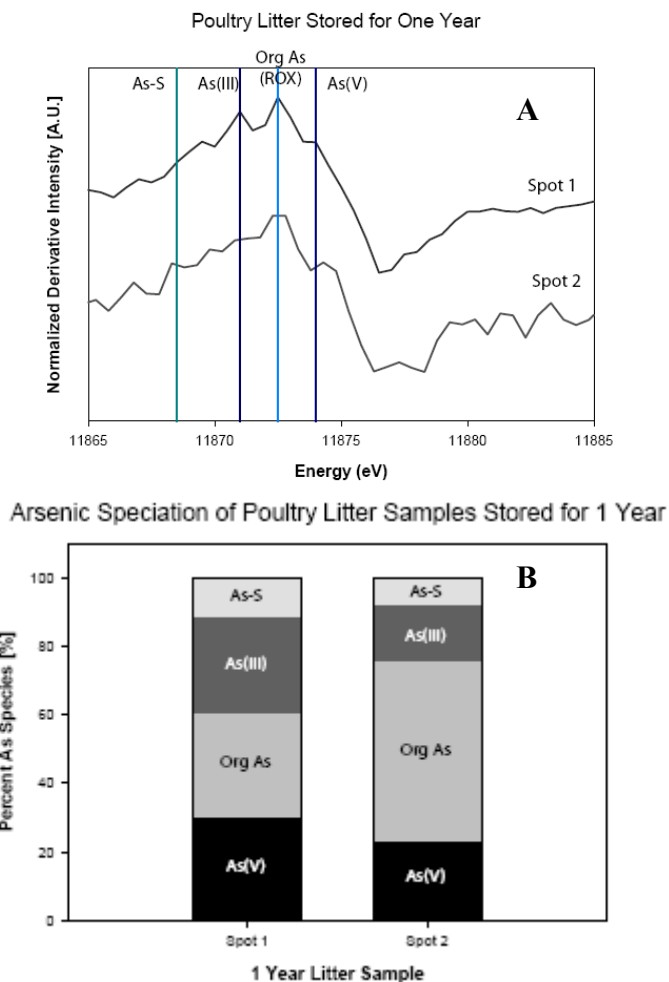 Poultry Litter Stored for One Year
Org As
As-S As(III) (ROX) As(V)
A
Normalized Derivative Intensity [A.U.]
Spot 1
Spot 2
11865 11870 11875 11880 11885
Energy (eV)
Arsenic Speciation of Poultry Litter Samples Stored for 1 Year
B
Percent As Species [%]
100
80
60
40
20
0
As-S
As(III)
Org As
As(V)
As-S
As(III)
Org As
As(V)
Spot 1 Spot 2
1 Year Litter Sample